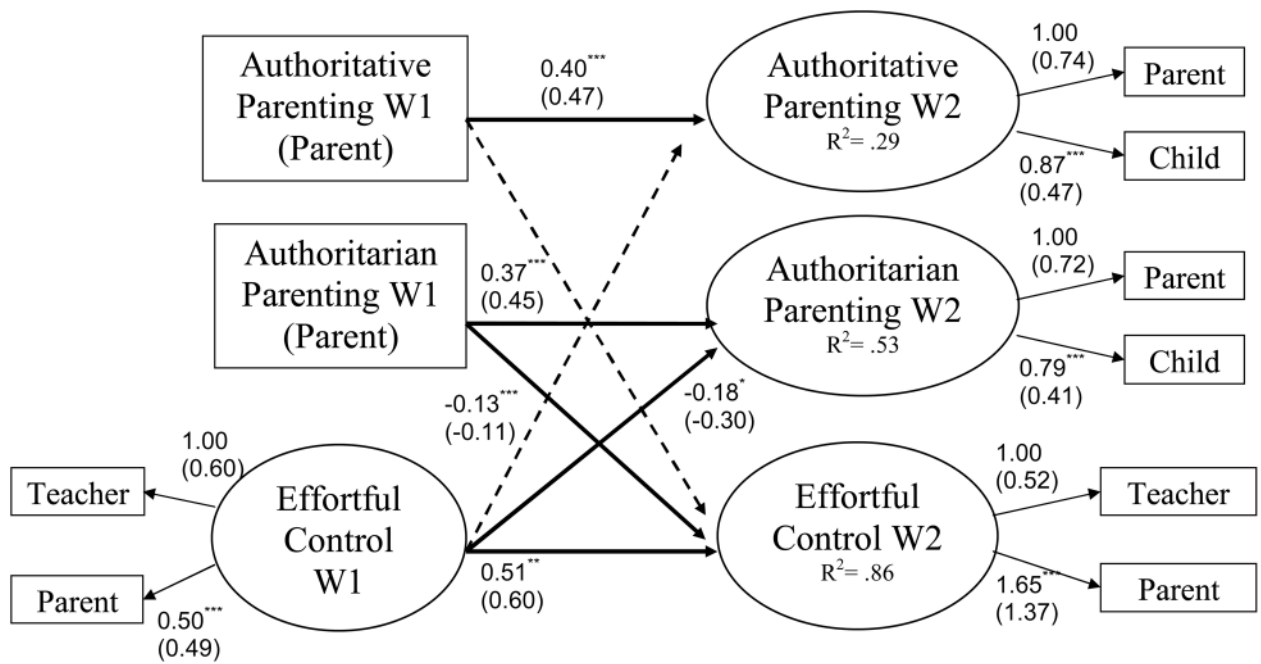 Authoritative
Parenting W1
(Parent)
0.40***
(0.47)
Authoritative
Parenting W2
R²= .29
1.00
(0.74)
Parent
0.87***
(0.47)
Child
Authoritarian
Parenting W1
(Parent)
0.37***
(0.45)
Authoritarian
Parenting W2
R²= .53
1.00
(0.72)
Parent
0.79***
(0.41)
Child
-0.13***
(-0.11)
-0.18*
(-0.30)
1.00
(0.60)
Teacher
Parent
0.50***
(0.49)
Effortful
Control
W1
0.51**
(0.60)
Effortful
Control W2
R²= .86
1.00
(0.52)
Teacher
1.65***
(1.37)
Parent